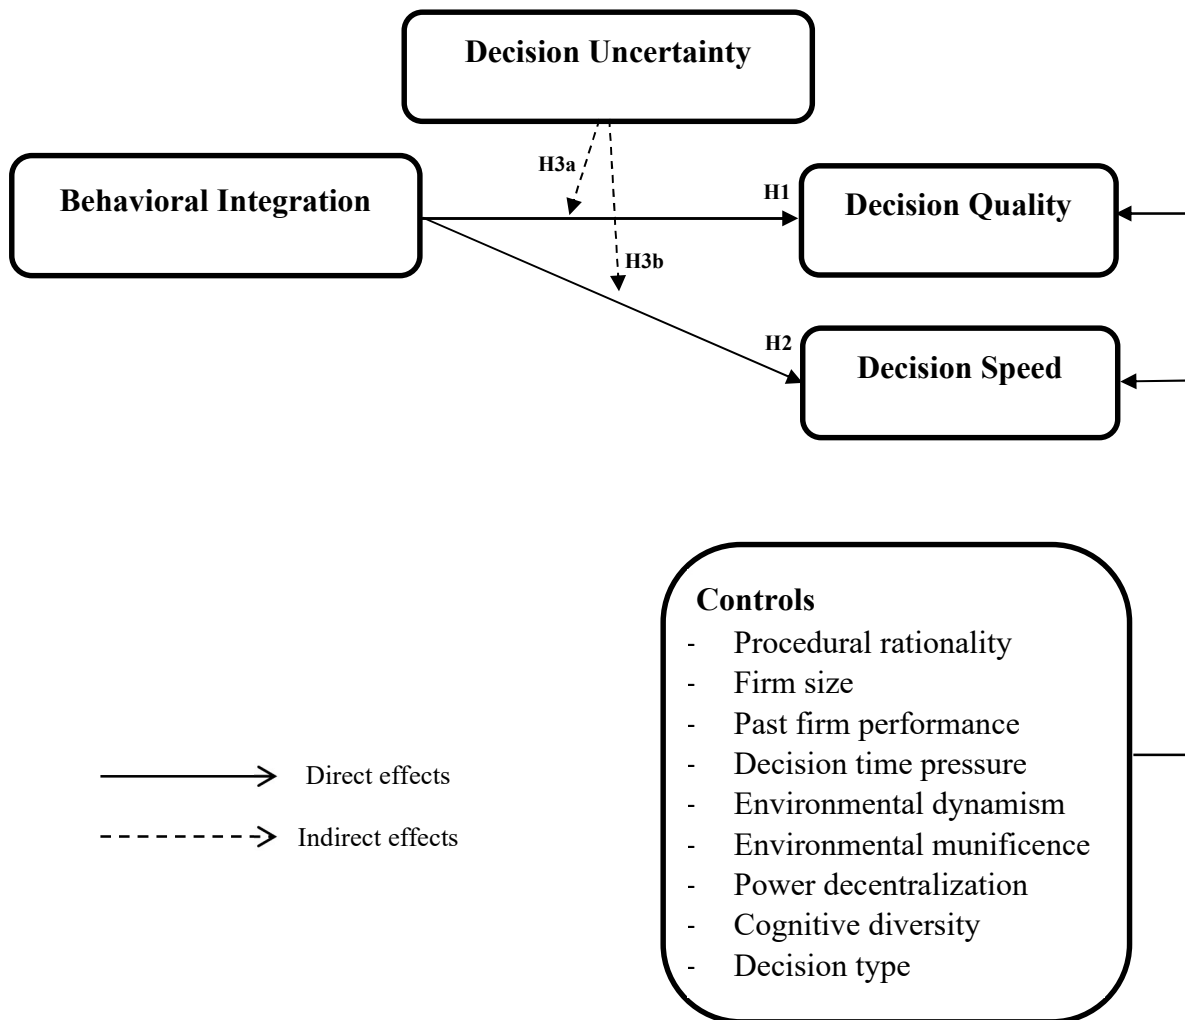 Decision Uncertainty
H3a
Behavioral Integration
H1
Decision Quality
H3b
H2
Decision Speed
Controls
- Procedural rationality
- Firm size
- Past firm performance
- Decision time pressure
- Environmental dynamism
- Environmental munificence
- Power decentralization
- Cognitive diversity
- Decision type
Direct effects
Indirect effects